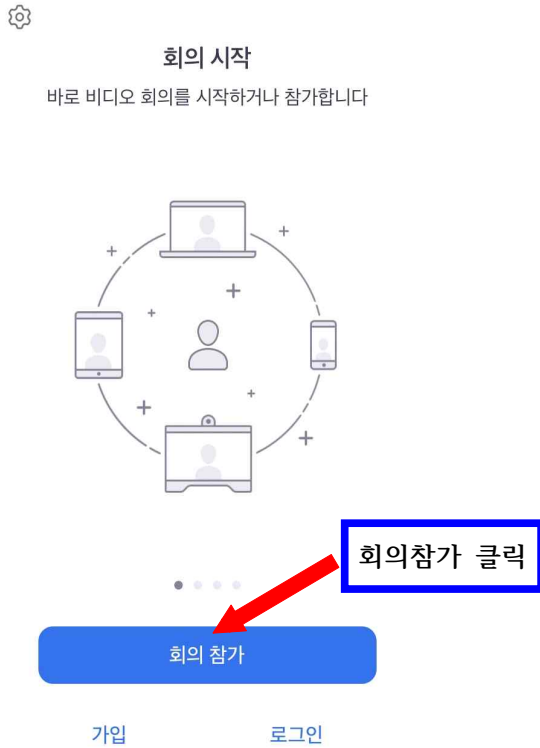 회의 시작
바로 비디오 회의를 시작하거나 참가합니다
회의참가 클릭
회의 참가
가입 로그인